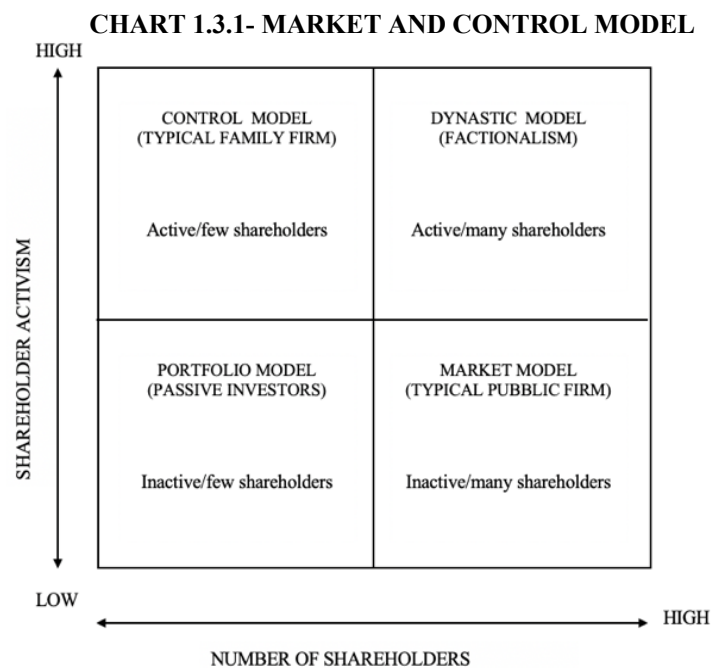 CHART 1.3.1- MARKET AND CONTROL MODEL
HIGH
CONTROL MODEL
(TYPICAL FAMILY FIRM)
DYNASTIC MODEL
(FACTIONALISM)
Active/few shareholders
Active/many shareholders
SHAREHOLDER ACTIVISM
PORTFOLIO MODEL
(PASSIVE INVESTORS)
MARKET MODEL
(TYPICAL PUBBLIC FIRM)
Inactive/few shareholders
Inactive/many shareholders
LOW
HIGH
NUMBER OF SHAREHOLDERS